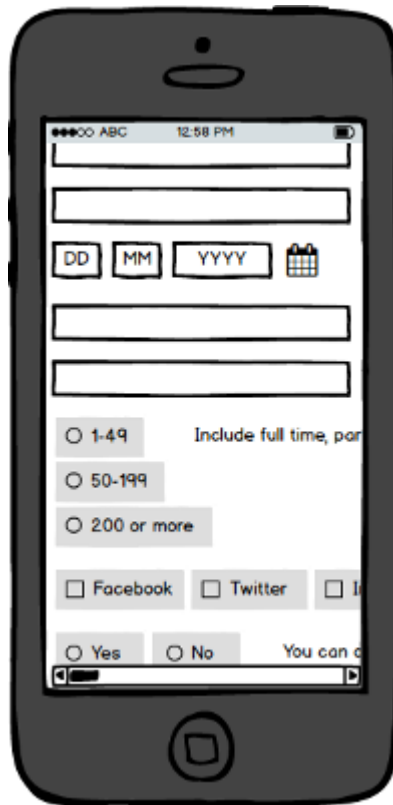 ABC 12:58 PM
DD MM YYYY
1-49 Include full time, par
50-199
200 or more
Facebook Twitter
Yes No You can